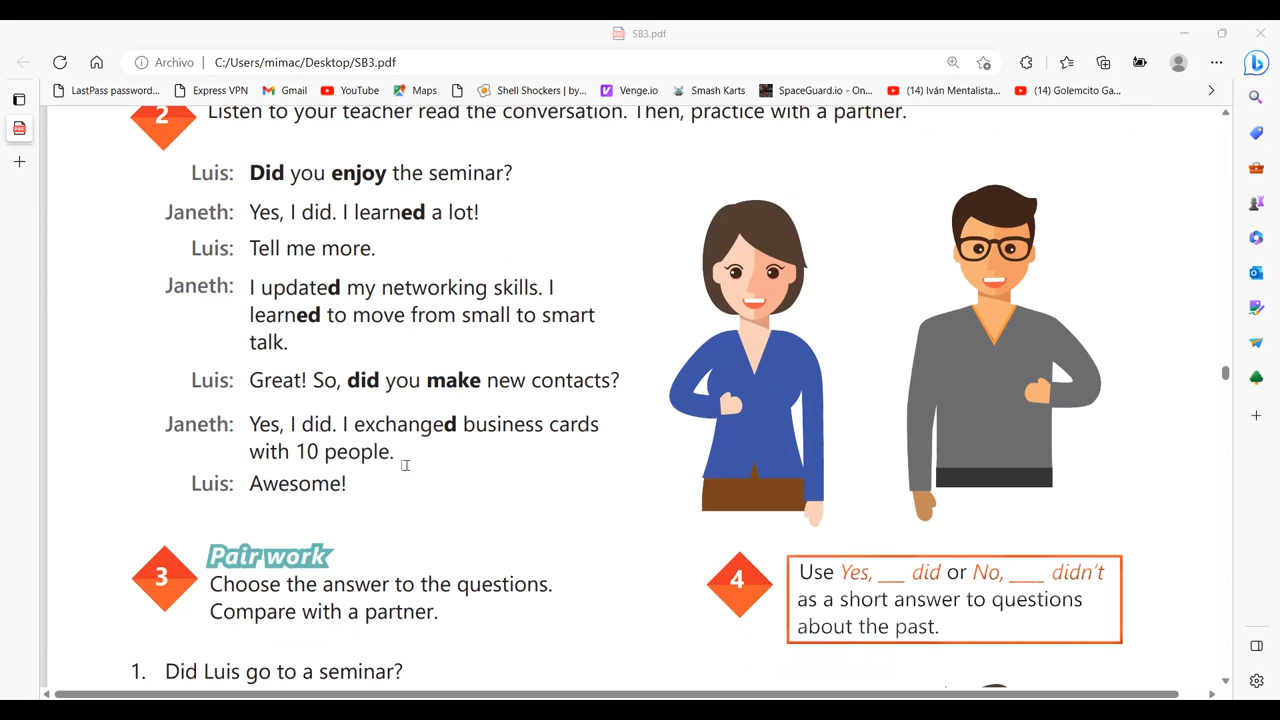 SB3.pdf
Archivo C:/Users/mimac/Desktop/SB3.pdf
LastPass password... Express VPN Gmail YouTube Maps Shell Shockers | by... Venge.io Smash Karts SpaceGuard.io - On... (14) Iván Mentalista... (14) Golemcito Ga...
2 Listen to your teacher read the conversation. Then, practice with a partner.
Luis: Did you enjoy the seminar?
Janeth: Yes, I did. I learned a lot!
Luis: Tell me more.
Janeth: I updated my networking skills. I
learned to move from small to smart
talk.
Luis: Great! So, did you make new contacts?
Janeth: Yes, I did. I exchanged business cards
with 10 people.
Luis: Awesome!
3 Pair work
Choose the answer to the questions.
Compare with a partner.
4 Use Yes, ___ did or No, ____ didn't
as a short answer to questions
about the past.
1. Did Luis go to a seminar?